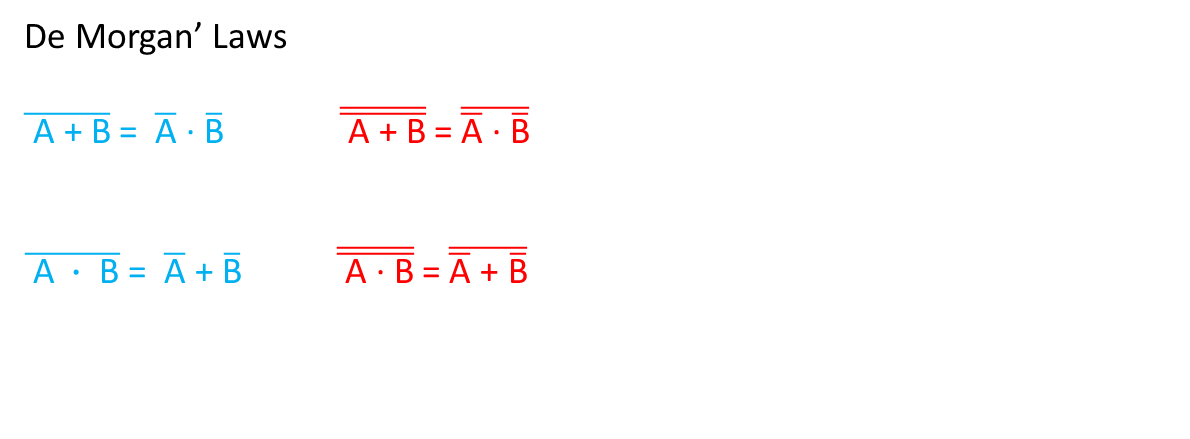 De Morgan’ Laws
A̅ ̅+̅ ̅B̅ = A̅ · B̅ A̿ ̿+̿ ̿B̿ = A̿ ̅·̅ B̿
A̅ ̅·̅ ̅B̅ = A̅ + B̅ A̿ ̿·̿ ̿B̿ = A̿ ̅+̅ B̿